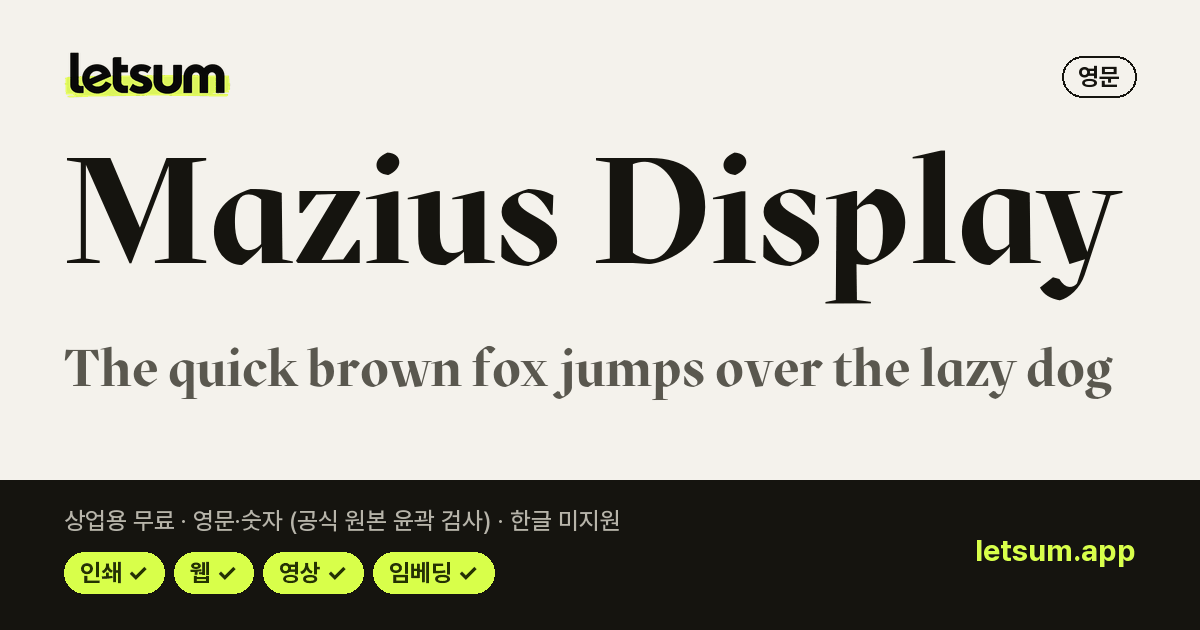 letsum
영문
Mazius Display
The quick brown fox jumps over the lazy dog
상업용 무료 · 영문·숫자 (공식 원본 윤곽 검사) · 한글 미지원
인쇄 ✓ 웹 ✓ 영상 ✓ 임베딩 ✓
letsum.app